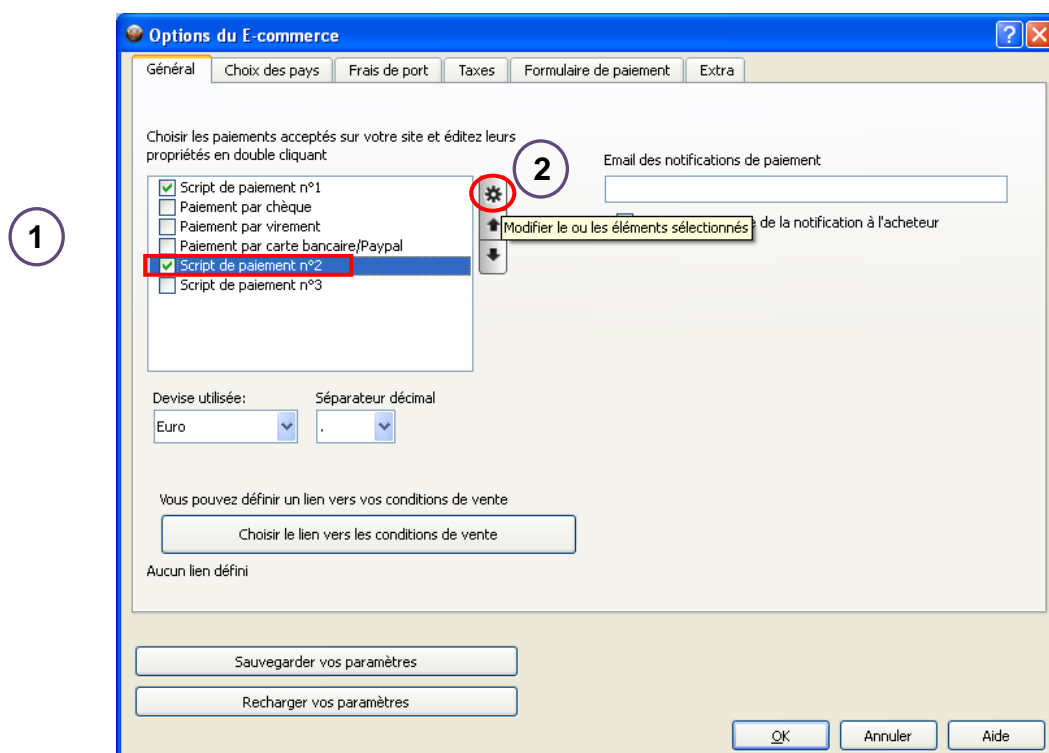 Options du E-commerce
Général Choix des pays Frais de port Taxes Formulaire de paiement Extra
Choisir les paiements acceptés sur votre site et éditez leurs
propriétés en double cliquant
2
Email des notifications de paiement
Script de paiement n°1
Paiement par chèque
Paiement par virement
Paiement par carte bancaire/Paypal
Script de paiement n°2
Script de paiement n°3
1
Modifier le ou les éléments sélectionnés
de la notification à l'acheteur
Devise utilisée: Séparateur décimal
Euro .
Vous pouvez définir un lien vers vos conditions de vente
Choisir le lien vers les conditions de vente
Aucun lien défini
Sauvegarder vos paramètres
Recharger vos paramètres
OK Annuler Aide